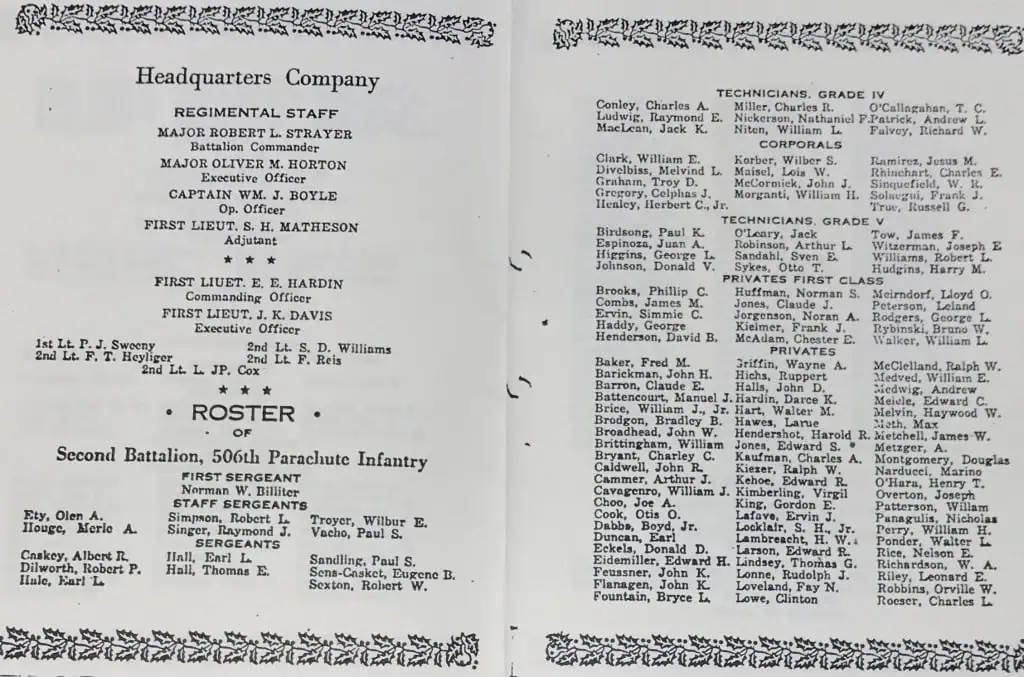 Headquarters Company
REGIMENTAL STAFF
MAJOR ROBERT L. STRAYER
Battalion Commander
MAJOR OLIVER M. HORTON
Executive Officer
CAPTAIN WM. J. BOYLE
Op. Officer
FIRST LIEUT. S. H. MATHESON
Adjutant
★ ★ ★
FIRST LIUET. E. E. HARDIN
Commanding Officer
FIRST LIEUT. J. K. DAVIS
Executive Officer
1st Lt. P. J. Sweeny 2nd Lt. S. D. Williams
2nd Lt. F. T. Heyliger 2nd Lt. F. Reis
2nd Lt. L. JP. Cox
★ ★ ★
• ROSTER •
OF
Second Battalion, 506th Parachute Infantry
FIRST SERGEANT
Norman W. Billiter
STAFF SERGEANTS
Ety, Olen A. Simpson, Robert L. Troyer, Wilbur E.
Houge, Merle A. Singer, Raymond J. Vacho, Paul S.
SERGEANTS
Caskey, Albert R. Hall, Earl L. Sandling, Paul S.
Dilworth, Robert P. Hall, Thomas E. Sens-Casket, Eugene B.
Hale, Earl L. Sexton, Robert W.
TECHNICIANS, GRADE IV
Conley, Charles A. Miller, Charles R. O'Callagahan, T. C.
Ludwig, Raymond E. Nickerson, Nathaniel F. Patrick, Andrew L.
MacLean, Jack K. Niten, William L. Falvey, Richard W.
CORPORALS
Clark, William E. Korber, Wilber S. Ramirez, Jesus M.
Divelbiss, Melvind L. Maisel, Lois W. Rhinehart, Charles E.
Graham, Troy D. McCormick, John J. Sinquefield, W. R.
Gregory, Celphas J. Morganti, William H. Frank J.
Henley, Herbert C., Jr. True, Russell G.
TECHNICIANS, GRADE V
Birdsong, Paul K. O'Leary, Jack Tow, James F.
Espinoza, Juan A. Robinson, Arthur L. Witzerman, Joseph E
Higgins, George L. Sandahl, Sven E. Williams, Robert L.
Johnson, Donald V. Sykes, Otto T. Hudgins, Harry M.
PRIVATES FIRST CLASS
Brooks, Phillip C. Huffman, Norman S. Meirndorf, Lloyd O.
Combs, James M. Jones, Claude J. Peterson, Leland
Ervin, Simmie C. Jorgenson, Noran A. Rodgers, George L.
Haddy, George Kielmer, Frank J. Rybinski, Bruno W.
Henderson, David B. McAdam, Chester E. Walker, William L.
PRIVATES
Baker, Fred M. Griffin, Wayne A. McClelland, Ralph W.
Barickman, John H. Hichs, Ruppert Medved, William E.
Barron, Claude E. Halls, John D. Medwig, Andrew
Battencourt, Manuel J. Hardin, Darce K. Meicle, Edward C.
Brice, William J., Jr. Hart, Walter M. Melvin, Haywood W.
Brodgon, Bradley B. Hawes, Larue Meth, Max
Broadhead, John W. Hendershot, Harold R. Metchell, James W.
Brittingham, William Jones, Edward S. Metzger, A.
Bryant, Charley C. Kaufman, Charles A. Montgomery, Douglas
Caldwell, John R. Kiezer, Ralph W. Narducci, Marino
Cammer, Arthur J. Kehoe, Edward R. O'Hara, Henry T.
Cavagenro, William J. Kimberling, Virgil Overton, Joseph
Choo, Joe A. King, Gordon E. Patterson, Willam
Cook, Otis O. Lafave, Ervin J. Panagulis, Nicholas
Dabbs, Boyd, Jr. Locklair, S. H., Jr. Perry, William H.
Duncan, Earl Lambreacht, H. W. Ponder, Walter L.
Eckels, Donald D. Larson, Edward R. Rice, Nelson E.
Eidemiller, Edward H. Lindsey, Thomas G. Richardson, W. A.
Feussner, John K. Lonne, Rudolph J. Riley, Leonard E.
Flanagen, John K. Loveland, Fay N. Robbins, Orville W.
Fountain, Bryce L. Lowe, Clinton Roeser, Charles L.